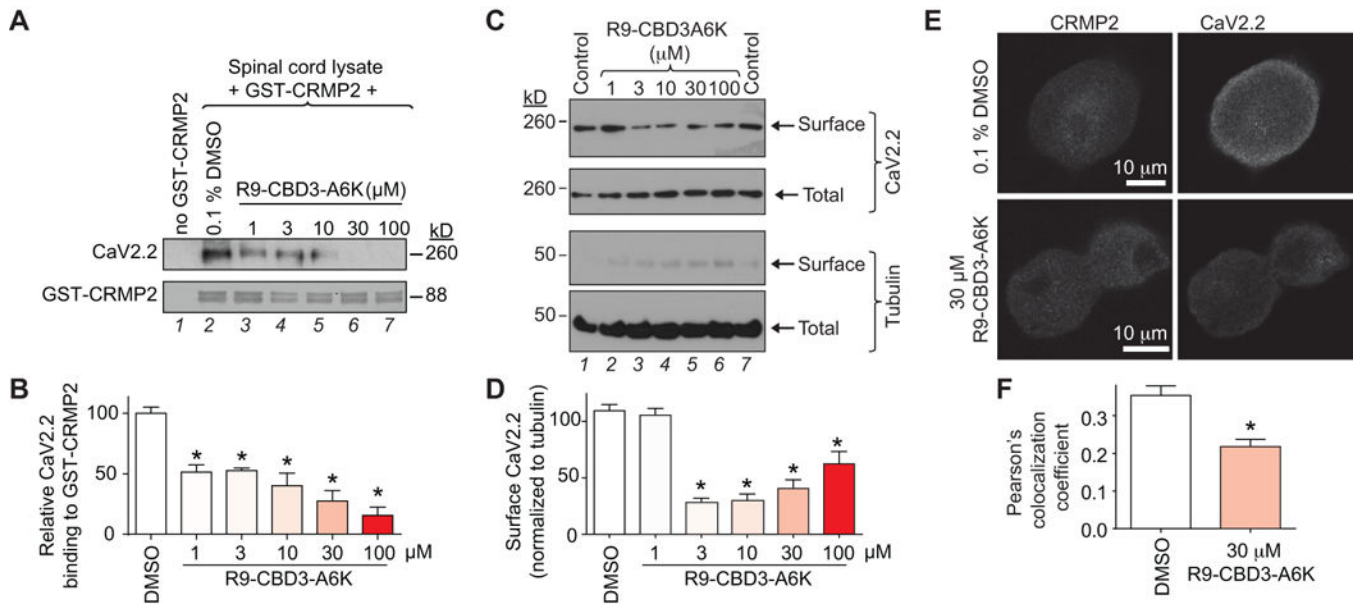 A
Spinal cord lysate
+ GST-CRMP2 +
no GST-CRMP2
0.1 % DMSO
R9-CBD3-A6K (µM)
1 3 10 30 100 kD
CaV2.2 260
GST-CRMP2 88
1 2 3 4 5 6 7
B
Relative CaV2.2
binding to GST-CRMP2
100
50
0
* * * * *
DMSO 1 3 10 30 100 µM
R9-CBD3-A6K
C
R9-CBD3A6K
(µM)
Control 1 3 10 30 100 Control
kD
260 Surface
260 Total
CaV2.2
50 Surface
50 Total
Tubulin
1 2 3 4 5 6 7
D
Surface CaV2.2
(normalized to tubulin)
100
50
0
* * * *
DMSO 1 3 10 30 100 µM
R9-CBD3-A6K
E
CRMP2 CaV2.2
0.1 % DMSO
10 µm
30 µM
R9-CBD3-A6K
10 µm
F
Pearson's
colocalization
coefficient
0.3
0.2
0.1
0.0
*
DMSO 30 µM
R9-CBD3-A6K